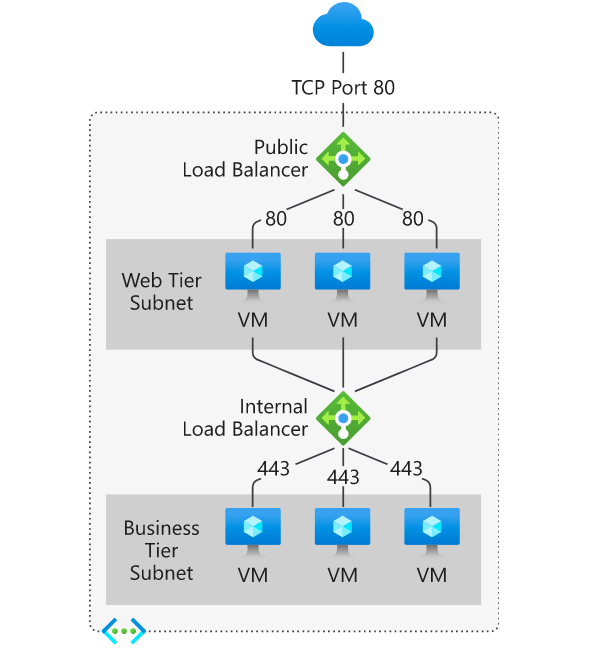 TCP Port 80
Public
Load Balancer
80 80 80
Web Tier
Subnet
VM VM VM
Internal
Load Balancer
443 443 443
Business
Tier
Subnet
VM VM VM